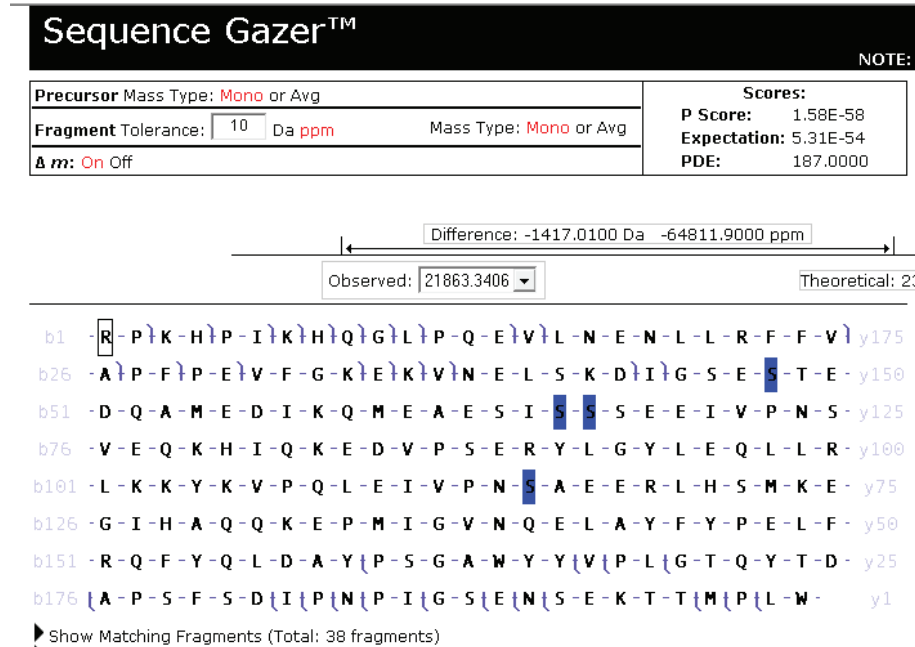 Sequence Gazer™
NOTE:
Precursor Mass Type: Mono or Avg
Fragment Tolerance: 10 Da ppm Mass Type: Mono or Avg
Δ m: On Off
Scores:
P Score: 1.58E-58
Expectation: 5.31E-54
PDE: 187.0000
Difference: -1417.0100 Da -64811.9000 ppm
Observed: 21863.3406
Theoretical: 23
b1 -R-P}K-H}P-I}K}H}Q}G}L}P-Q-E}V}L-N-E-N-L-L-R-F-F-V} y175
b26 -A}P-F}P-E}V-F-G-K}E}K}V}N-E-L-S-K-D}I}G-S-E-S-T-E- y150
b51 -D-Q-A-M-E-D-I-K-Q-M-E-A-E-S-I-S-S-S-E-E-I-V-P-N-S- y125
b76 -V-E-Q-K-H-I-Q-K-E-D-V-P-S-E-R-Y-L-G-Y-L-E-Q-L-L-R- y100
b101 -L-K-K-Y-K-V-P-Q-L-E-I-V-P-N-S-A-E-E-R-L-H-S-M-K-E- y75
b126 -G-I-H-A-Q-Q-K-E-P-M-I-G-V-N-Q-E-L-A-Y-F-Y-P-E-L-F- y50
b151 -R-Q-F-Y-Q-L-D-A-Y{P-S-G-A-W-Y-Y{V{P-L{G-T-Q-Y-T-D- y25
b176 {A-P-S-F-S-D{I{P{N{P-I{G-S{E{N{S-E-K-T-T{M{P{L-W- y1
Show Matching Fragments (Total: 38 fragments)